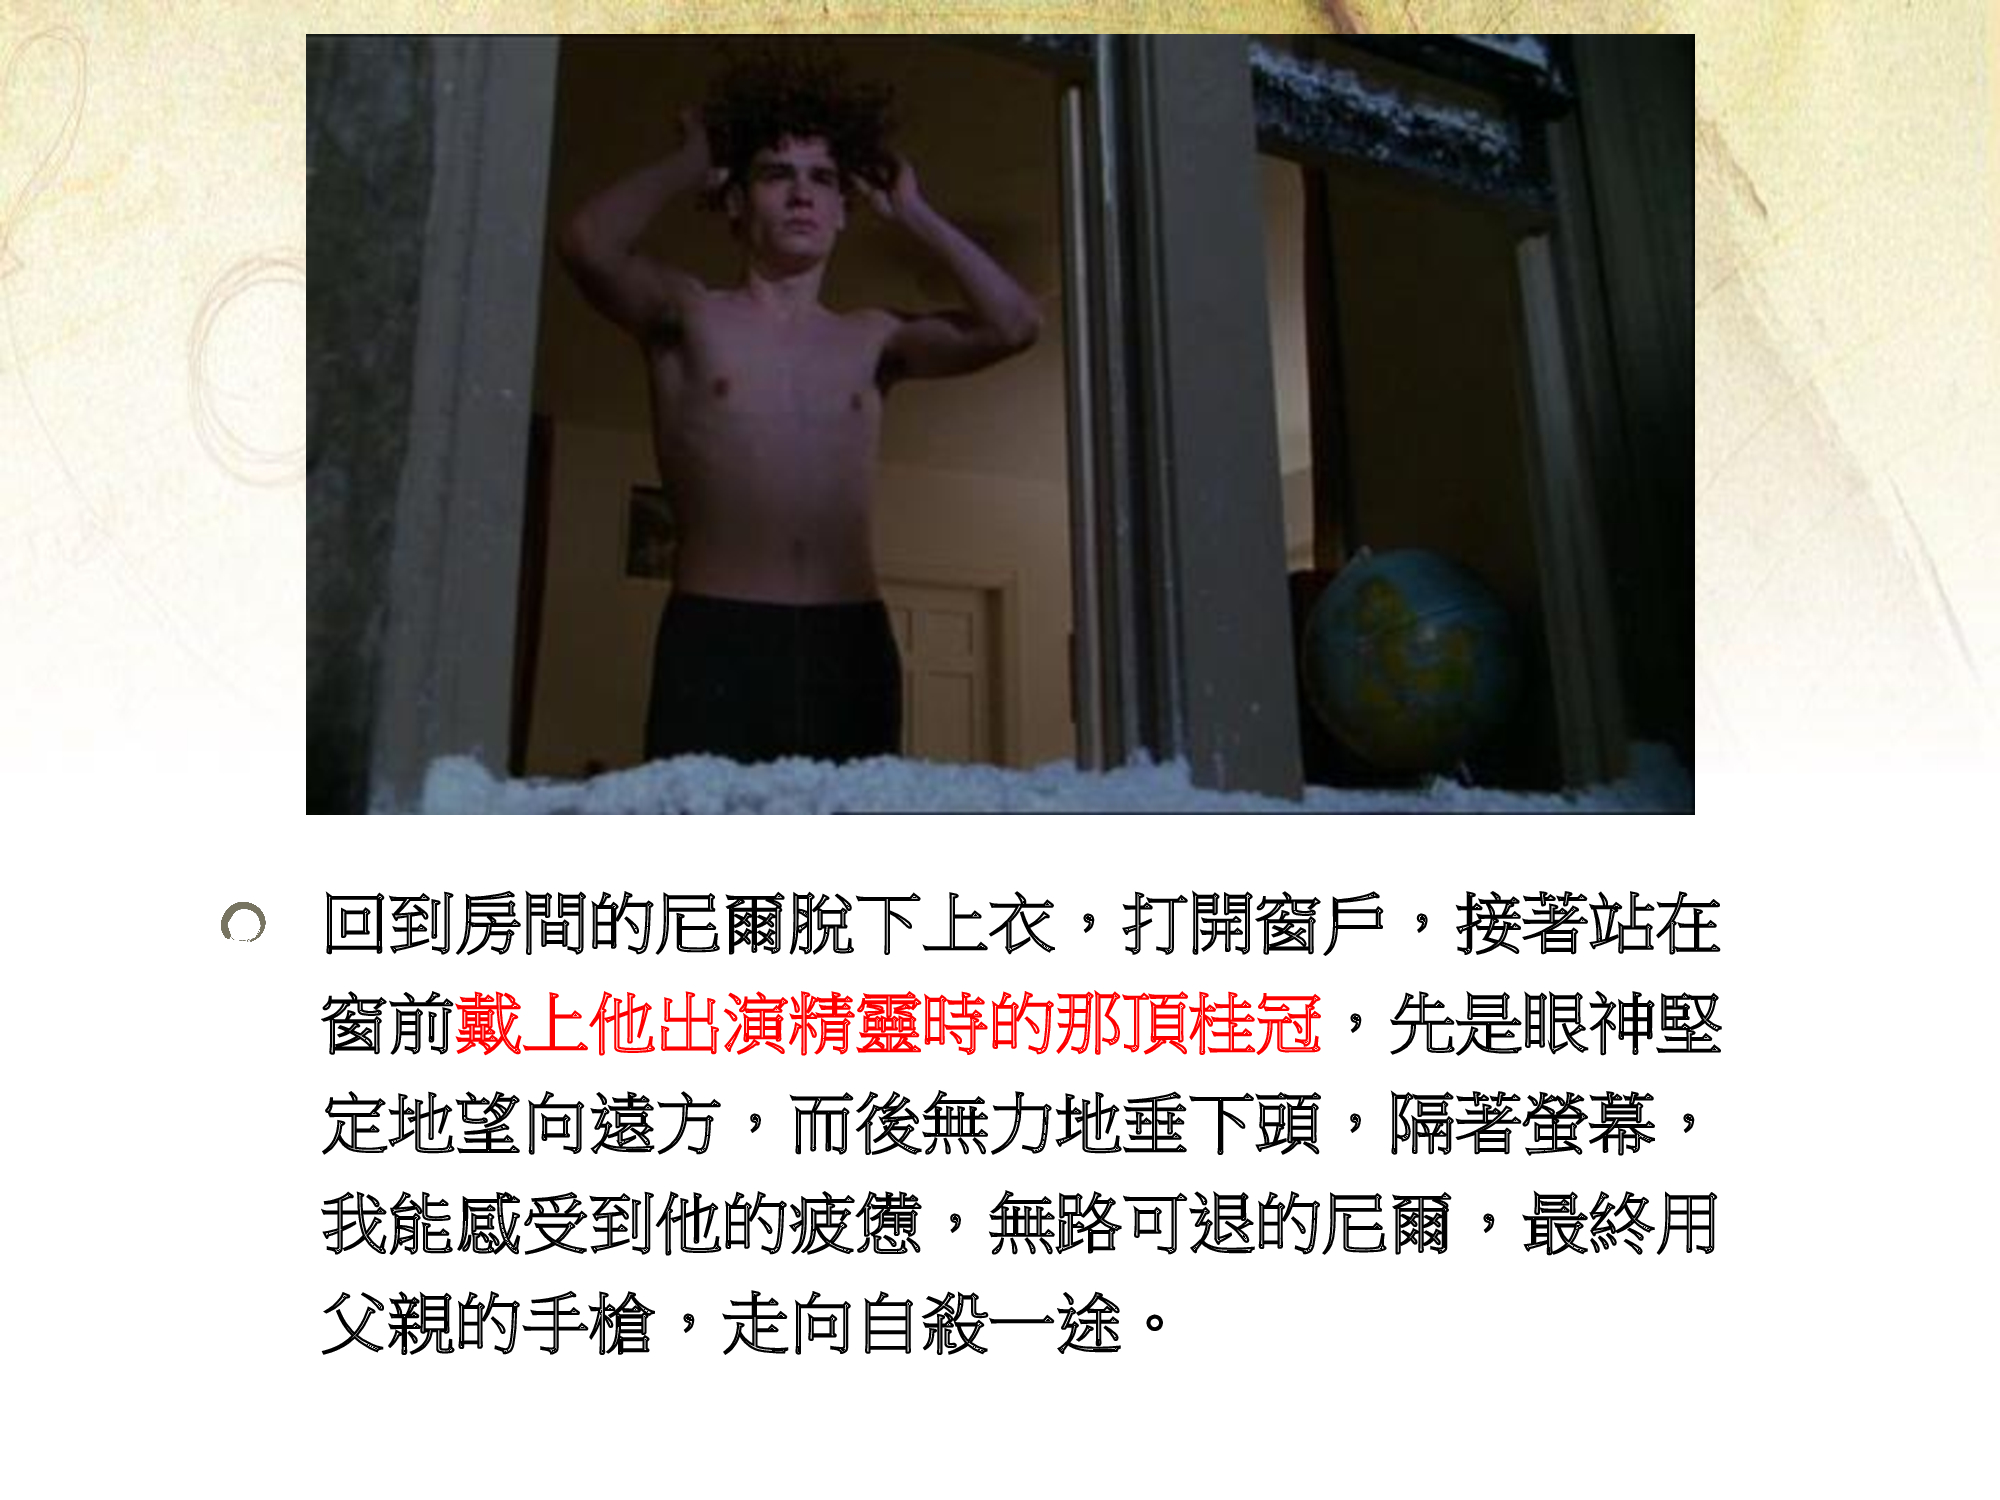 回到房間的尼爾脫下上衣，打開窗戶，接著站在
窗前戴上他出演精靈時的那頂桂冠，先是眼神堅
定地望向遠方，而後無力地垂下頭，隔著螢幕，
我能感受到他的疲憊，無路可退的尼爾，最終用
父親的手槍，走向自殺一途。